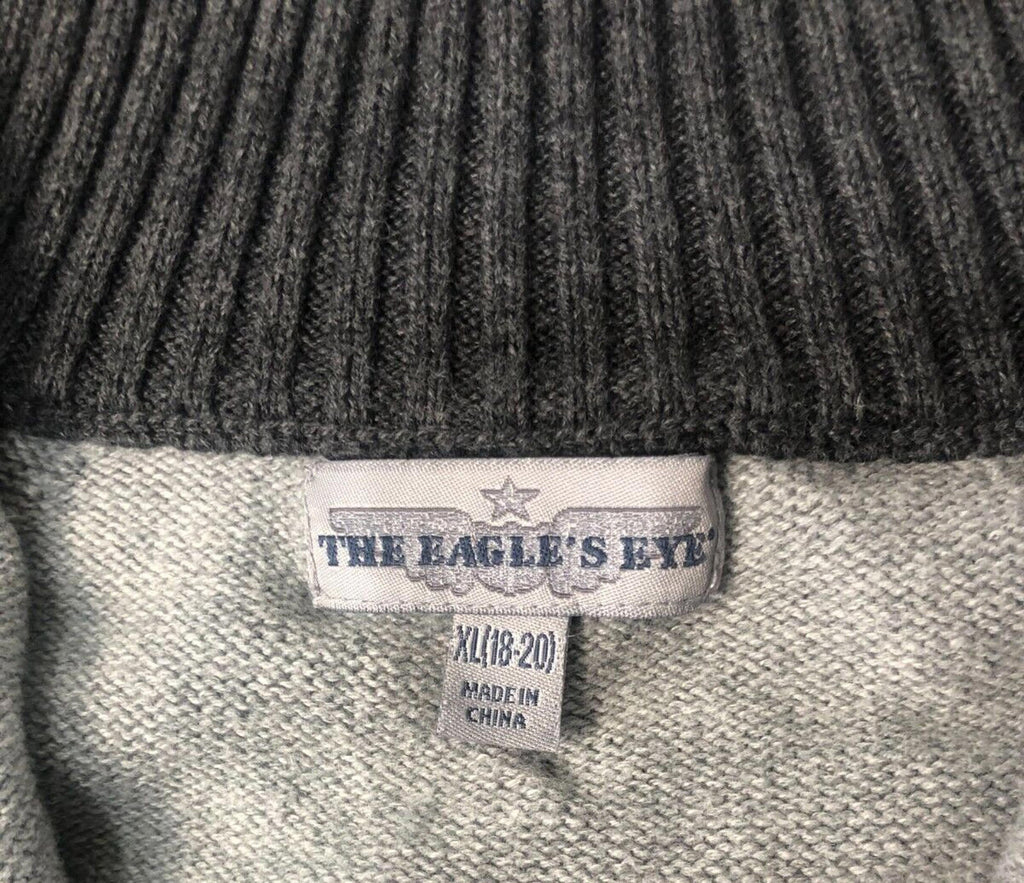 THE EAGLE'S EYE
XL(18-20)
MADE IN
CHINA